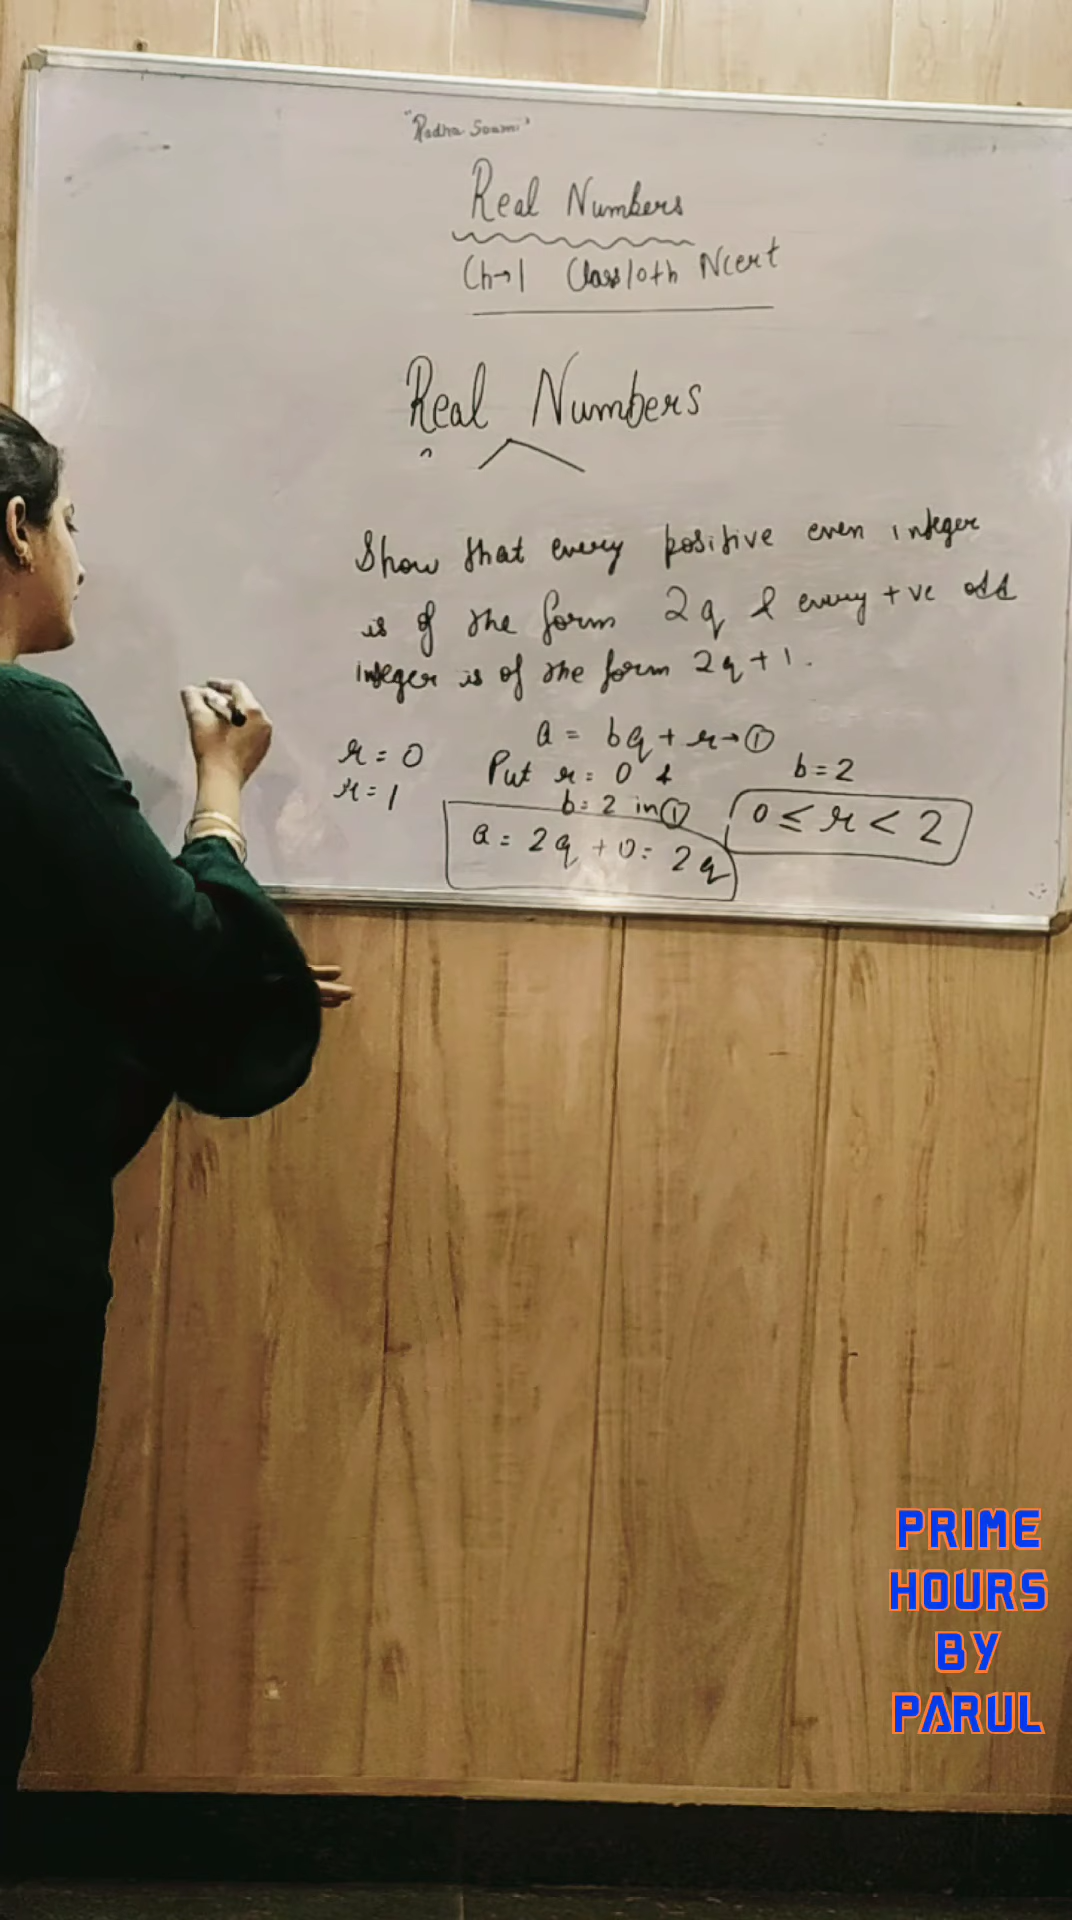 "Radha Soami"
Real Numbers
Ch→1 Class 10th Ncert
Real Numbers
Show that every positive even integer
is of the form 2q & every +ve odd
integer is of the form 2q + 1.
a = bq + r → ①
r = 0
Put r = 0 &
b = 2
r = 1
b = 2 in ①
0 ≤ r < 2
a = 2q + 0 = 2q
PRIME
HOURS
BY
PARUL